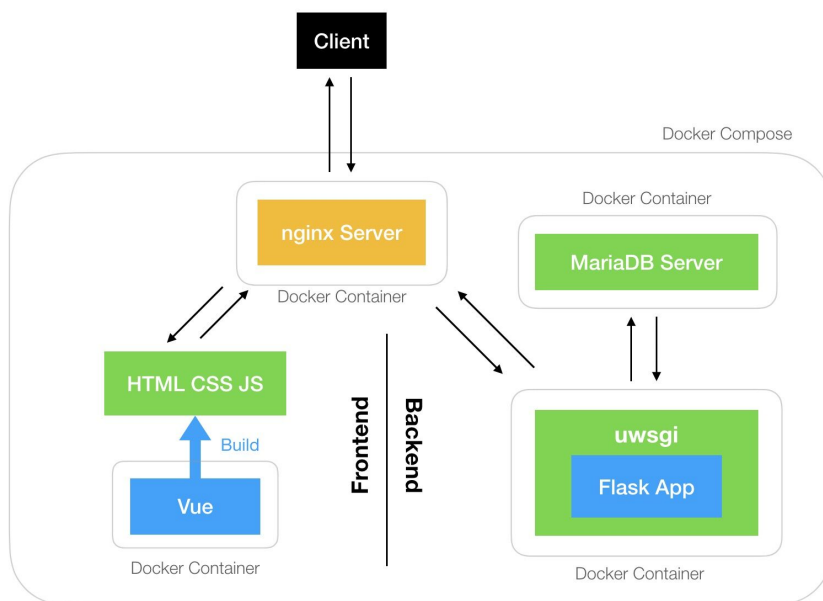 Client
Docker Compose
nginx Server
Docker Container
Docker Container
MariaDB Server
HTML CSS JS
Build
Vue
Docker Container
Frontend
Backend
uwsgi
Flask App
Docker Container